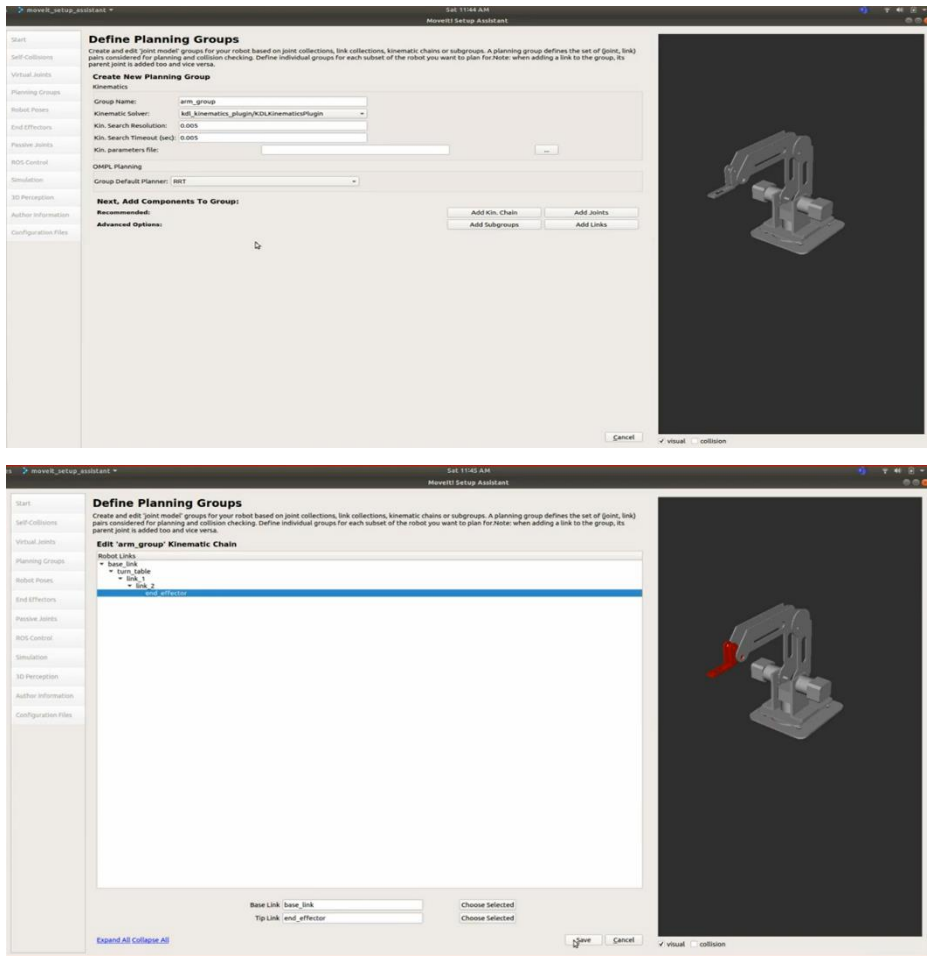 moveit_setup_assistant
Sat 11:44 AM
MoveIt! Setup Assistant
Start
Self-Collisions
Virtual Joints
Planning Groups
Robot Poses
End Effectors
Passive Joints
ROS Control
Simulation
3D Perception
Author Information
Configuration Files
Define Planning Groups
Create and edit 'joint model' groups for your robot based on joint collections, link collections, kinematic chains or subgroups. A planning group defines the set of (joint, link)
pairs considered for planning and collision checking. Define individual groups for each subset of the robot you want to plan for.Note: when adding a link to the group, its
parent joint is added too and vice versa.
Create New Planning Group
Kinematics
Group Name: arm_group
Kinematic Solver: kdl_kinematics_plugin/KDLKinematicsPlugin
Kin. Search Resolution: 0.005
Kin. Search Timeout (sec): 0.005
Kin. parameters file: ...
OMPL Planning
Group Default Planner: RRT
Next, Add Components To Group:
Recommended: Add Kin. Chain Add Joints
Advanced Options: Add Subgroups Add Links
Cancel
visual collision
moveit_setup_assistant
Sat 11:45 AM
MoveIt! Setup Assistant
Start
Self-Collisions
Virtual Joints
Planning Groups
Robot Poses
End Effectors
Passive Joints
ROS Control
Simulation
3D Perception
Author Information
Configuration Files
Define Planning Groups
Create and edit 'joint model' groups for your robot based on joint collections, link collections, kinematic chains or subgroups. A planning group defines the set of (joint, link)
pairs considered for planning and collision checking. Define individual groups for each subset of the robot you want to plan for.Note: when adding a link to the group, its
parent joint is added too and vice versa.
Edit 'arm_group' Kinematic Chain
Robot Links
base_link
turn_table
link_1
link_2
end_effector
Base Link base_link Choose Selected
Tip Link end_effector Choose Selected
Expand All Collapse All
Save Cancel
visual collision